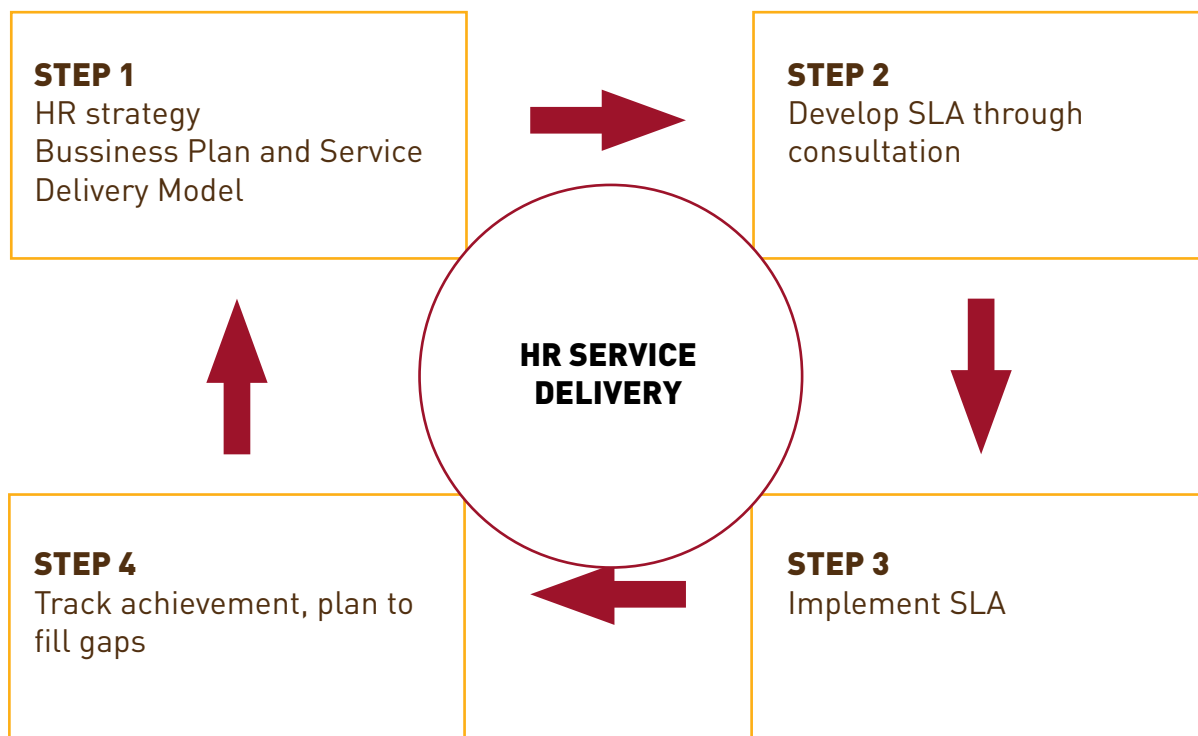 STEP 1
HR strategy
Bussiness Plan and Service
Delivery Model
STEP 2
Develop SLA through
consultation
HR SERVICE
DELIVERY
STEP 4
Track achievement, plan to
fill gaps
STEP 3
Implement SLA